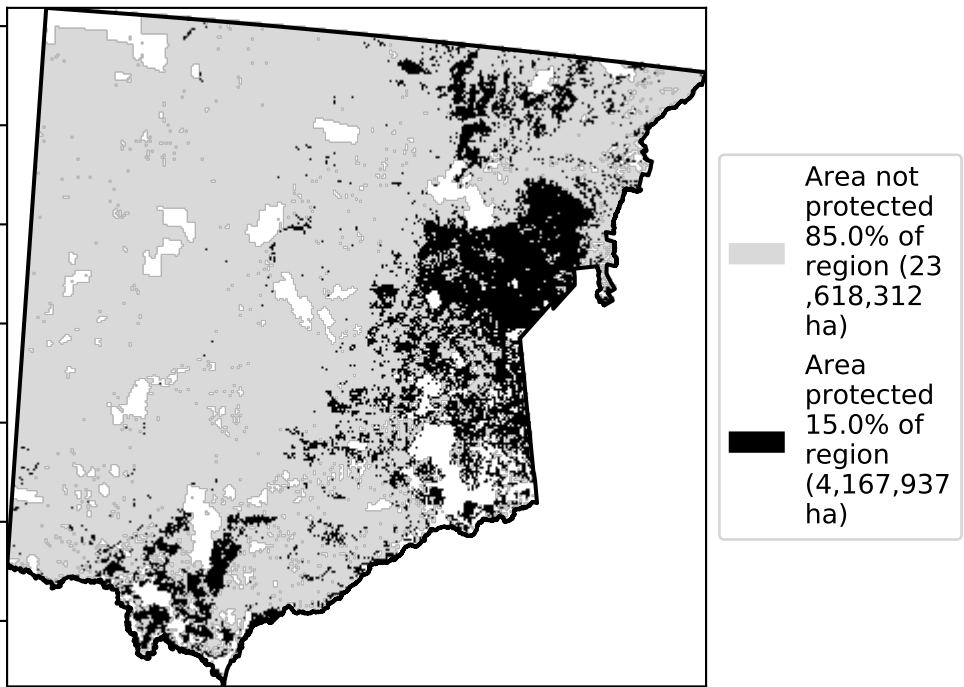 Area not
protected
85.0% of
region (23
,618,312
ha)
Area
protected
15.0% of
region
(4,167,937
ha)